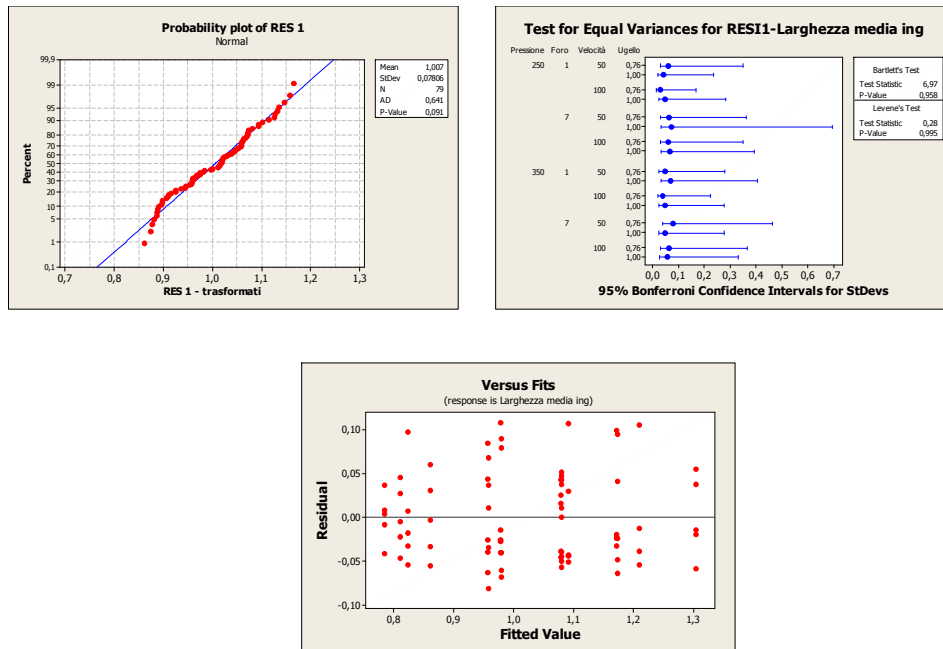 Probability plot of RES 1
Normal
99,9
99
95
90
80
70
60
50
40
30
20
10
5
1
0,1
Percent
0,7 0,8 0,9 1,0 1,1 1,2 1,3
RES 1 - trasformati
Mean 1,007
StDev 0,07806
N 79
AD 0,641
P-Value 0,091
Test for Equal Variances for RESI1-Larghezza media ing
Pressione Foro Velocità Ugello
250 1 50 0,76
1,00
100 0,76
1,00
7 50 0,76
1,00
100 0,76
1,00
350 1 50 0,76
1,00
100 0,76
1,00
7 50 0,76
1,00
100 0,76
1,00
0,0 0,1 0,2 0,3 0,4 0,5 0,6 0,7
95% Bonferroni Confidence Intervals for StDevs
Bartlett's Test
Test Statistic 6,97
P-Value 0,958
Levene's Test
Test Statistic 0,28
P-Value 0,995
Versus Fits
(response is Larghezza media ing)
0,10
0,05
0,00
-0,05
-0,10
Residual
0,8 0,9 1,0 1,1 1,2 1,3
Fitted Value